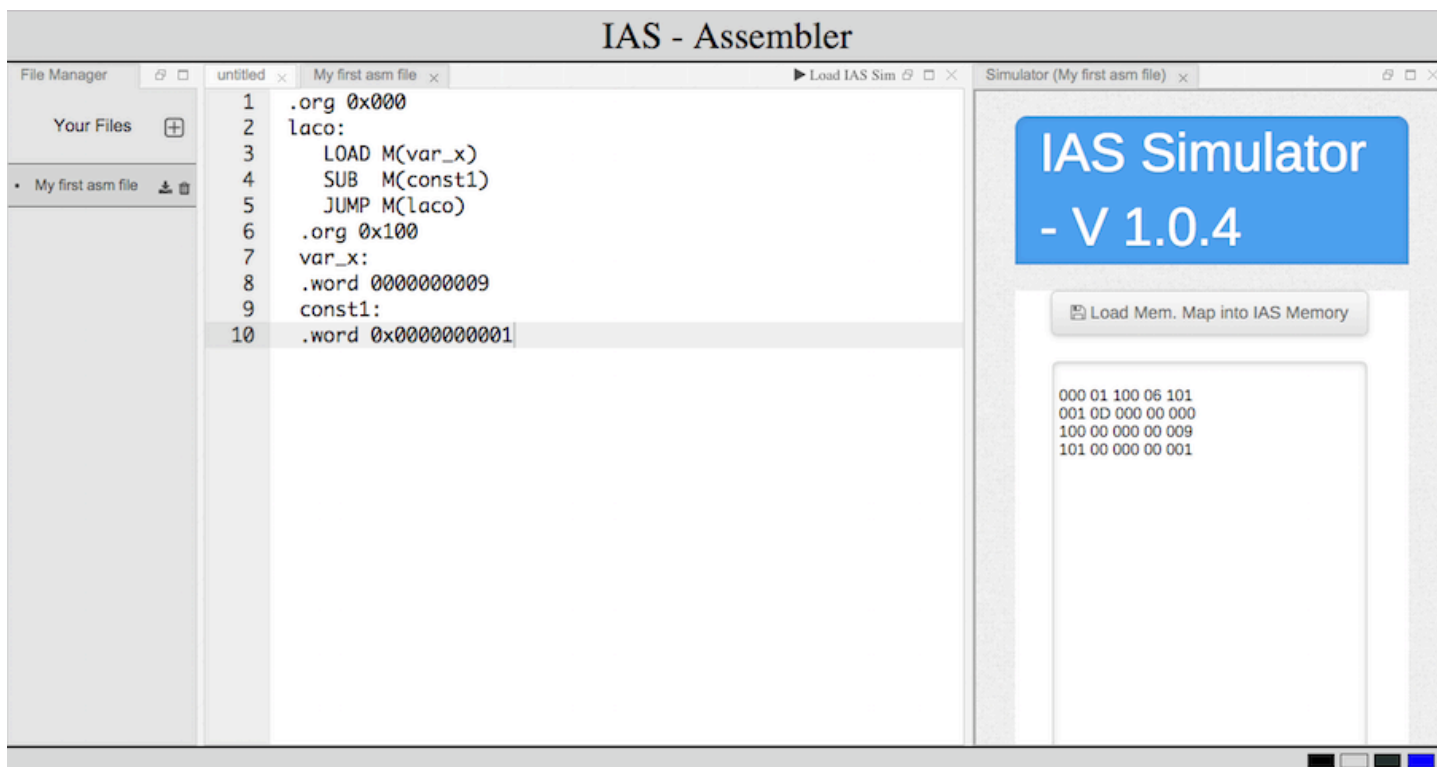 IAS - Assembler
File Manager
untitled
My first asm file
Load IAS Sim
Simulator (My first asm file)
Your Files
My first asm file
1 .org 0x000
2 laco:
3 LOAD M(var_x)
4 SUB M(const1)
5 JUMP M(laco)
6 .org 0x100
7 var_x:
8 .word 0000000009
9 const1:
10 .word 0x0000000001
IAS Simulator
- V 1.0.4
Load Mem. Map into IAS Memory
000 01 100 06 101
001 0D 000 00 000
100 00 000 00 009
101 00 000 00 001